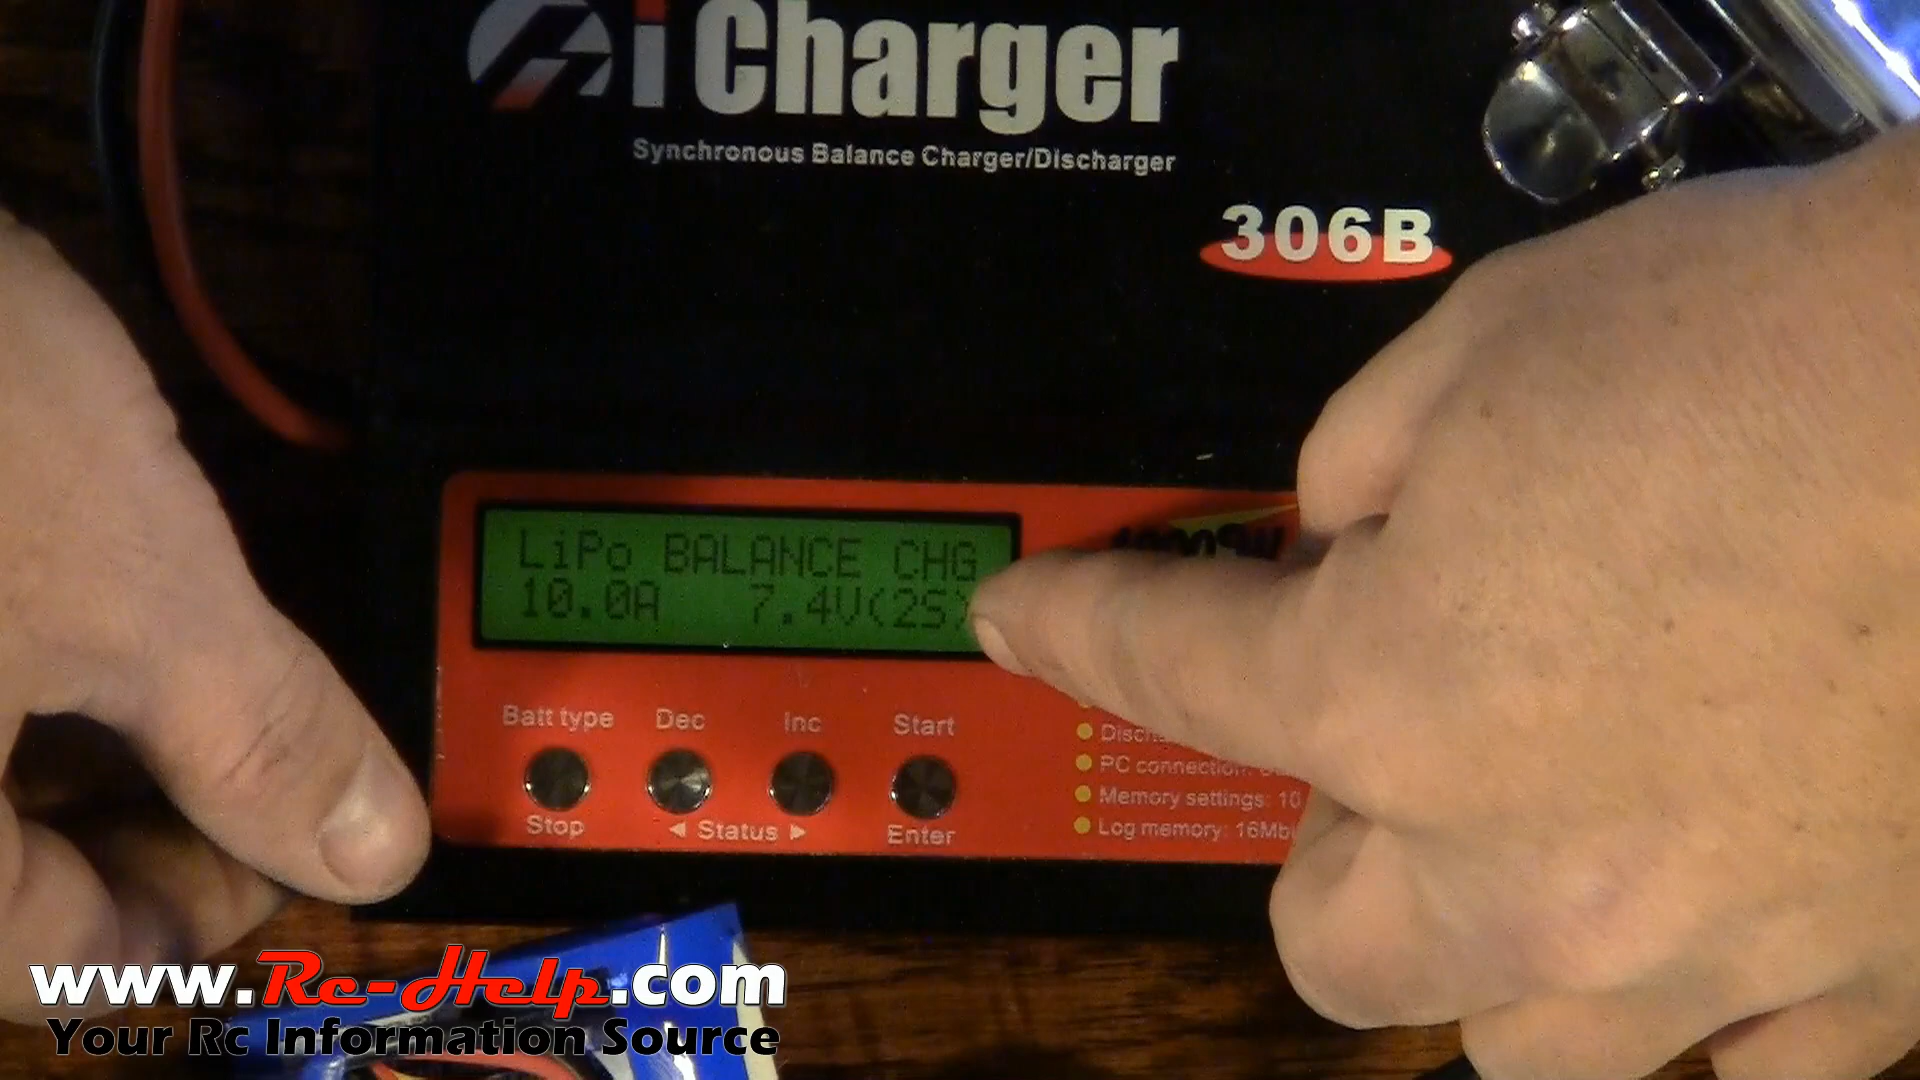 iCharger
Synchronous Balance Charger/Discharger
306B
LiPo BALANCE CHG
10.0A 7.4V(2S)
Batt type Dec Inc Start
Stop ◄ Status ► Enter
PC connection:
Memory settings: 10
Log memory: 16Mb
www.Rc-Help.com
Your Rc Information Source